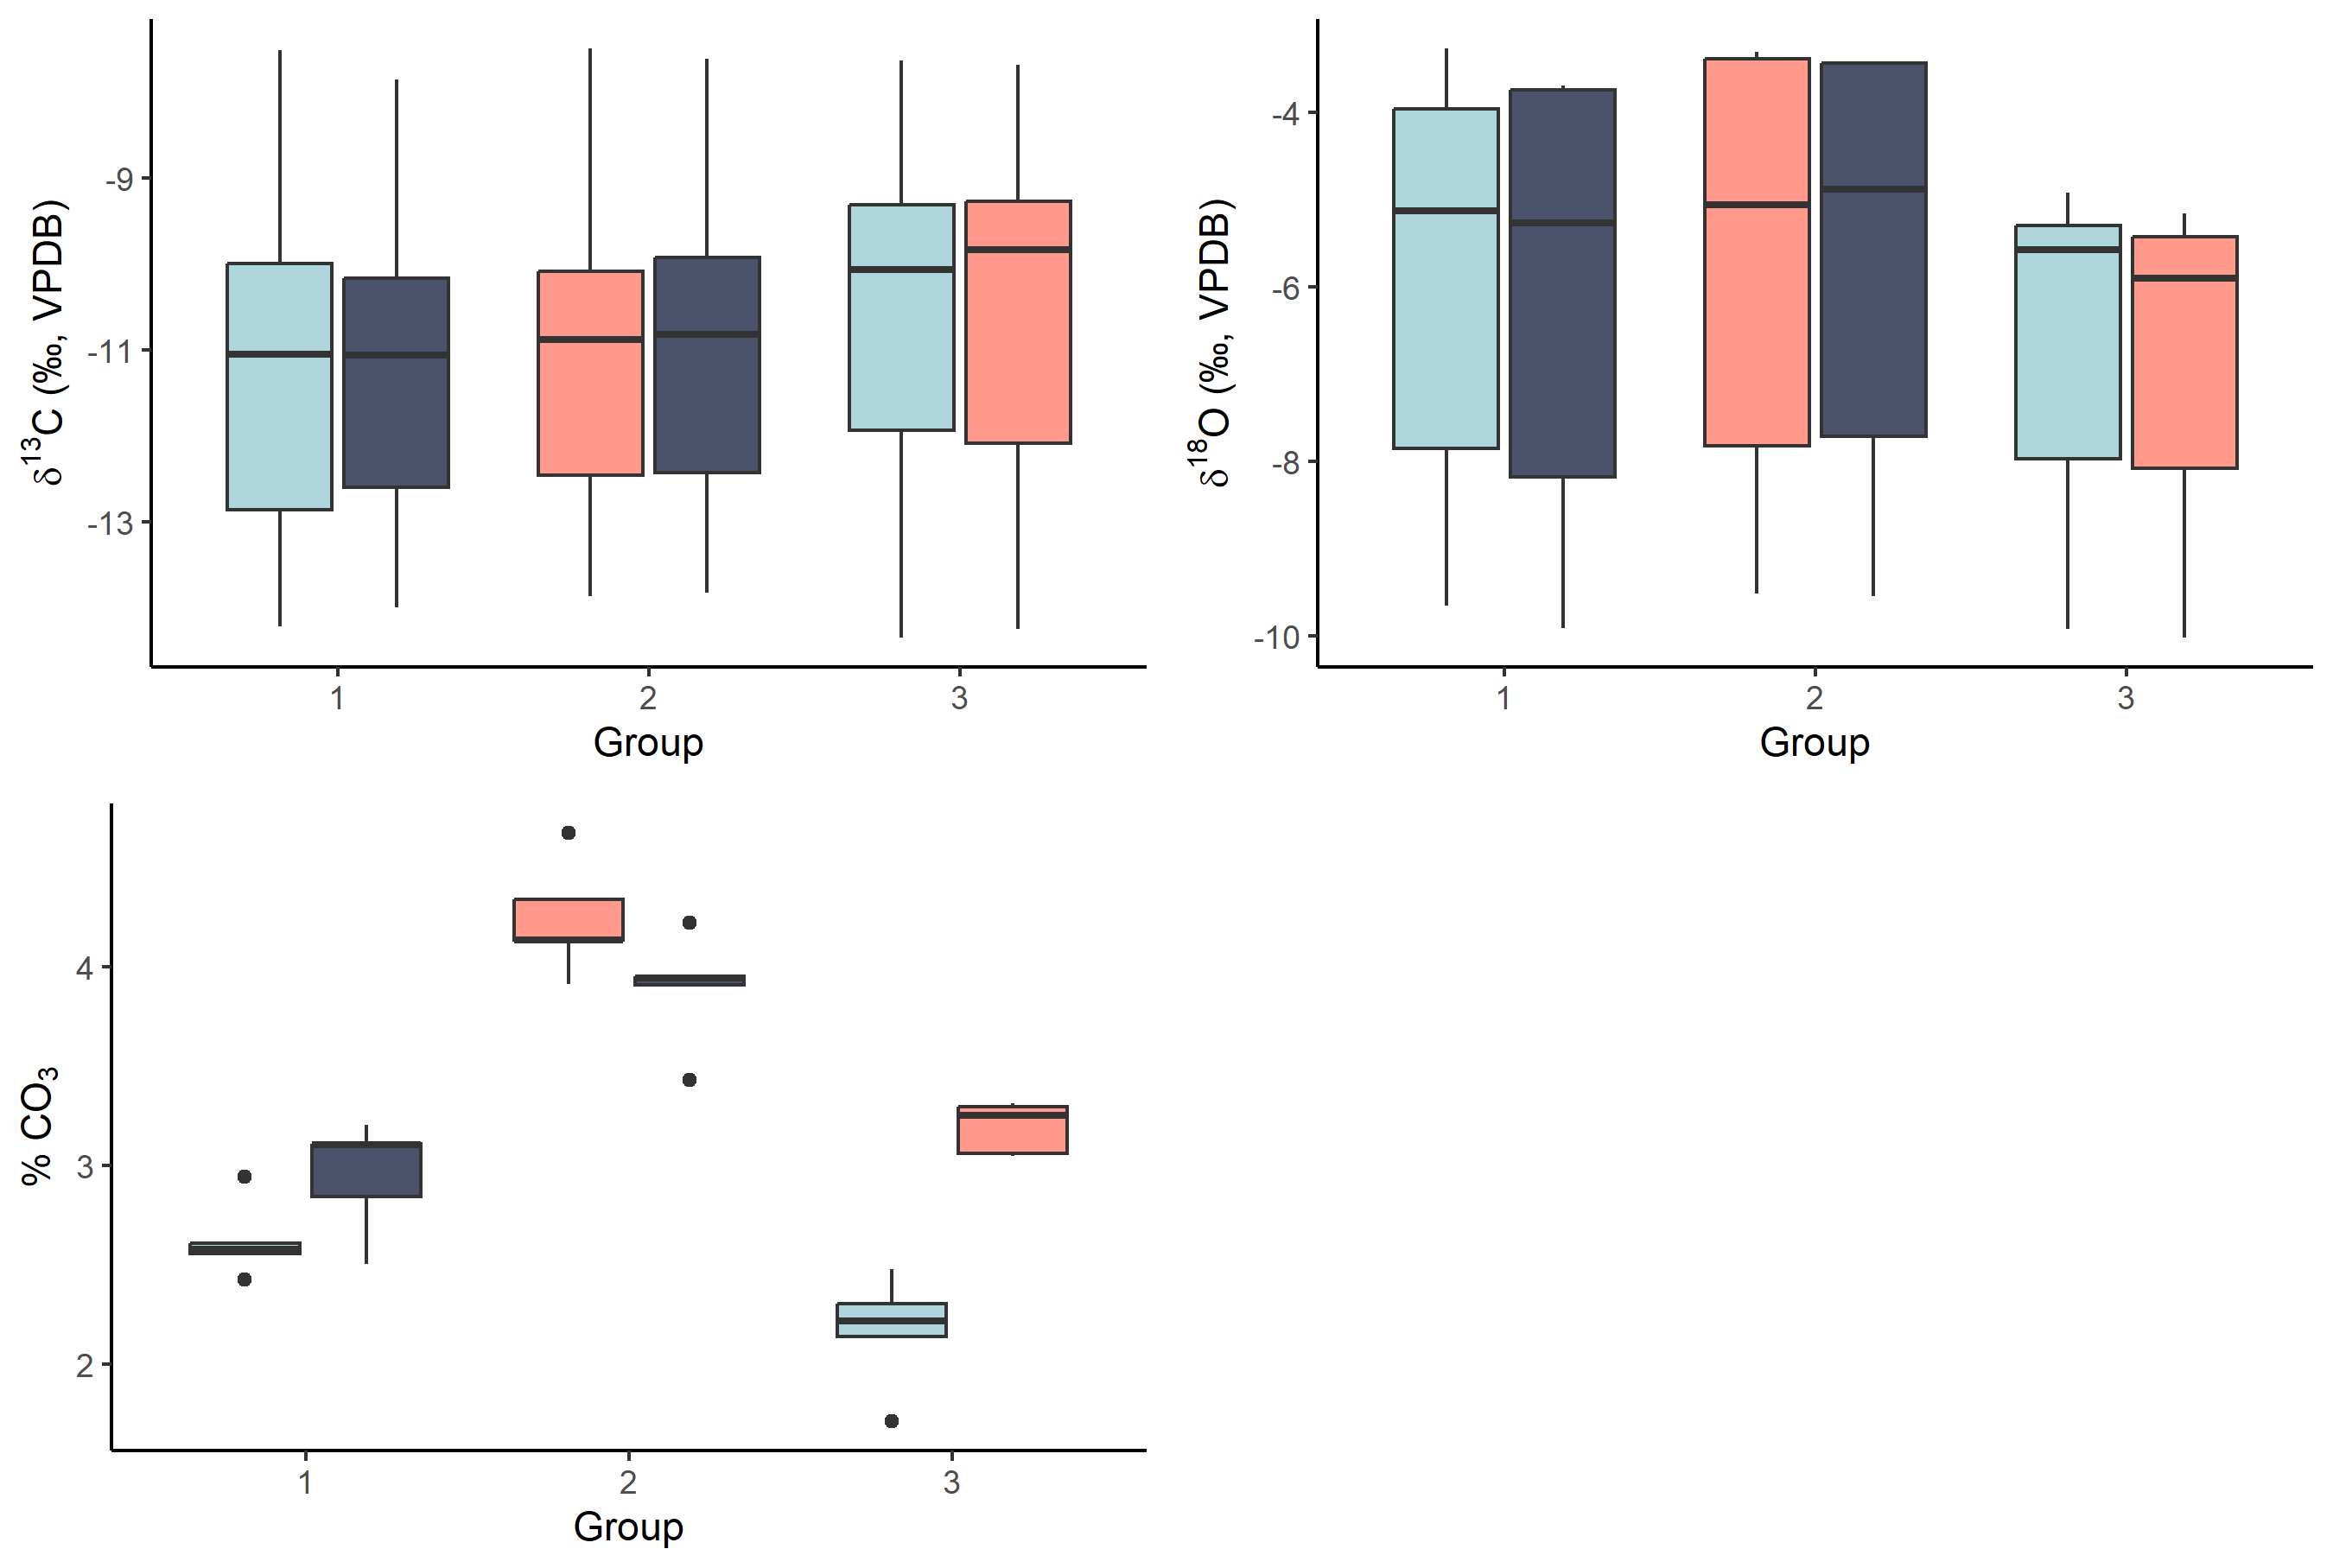 δ¹³C (‰, VPDB)
-9
-11
-13
1 2 3
Group
δ¹⁸O (‰, VPDB)
-4
-6
-8
-10
1 2 3
Group
% CO₃
4
3
2
1 2 3
Group